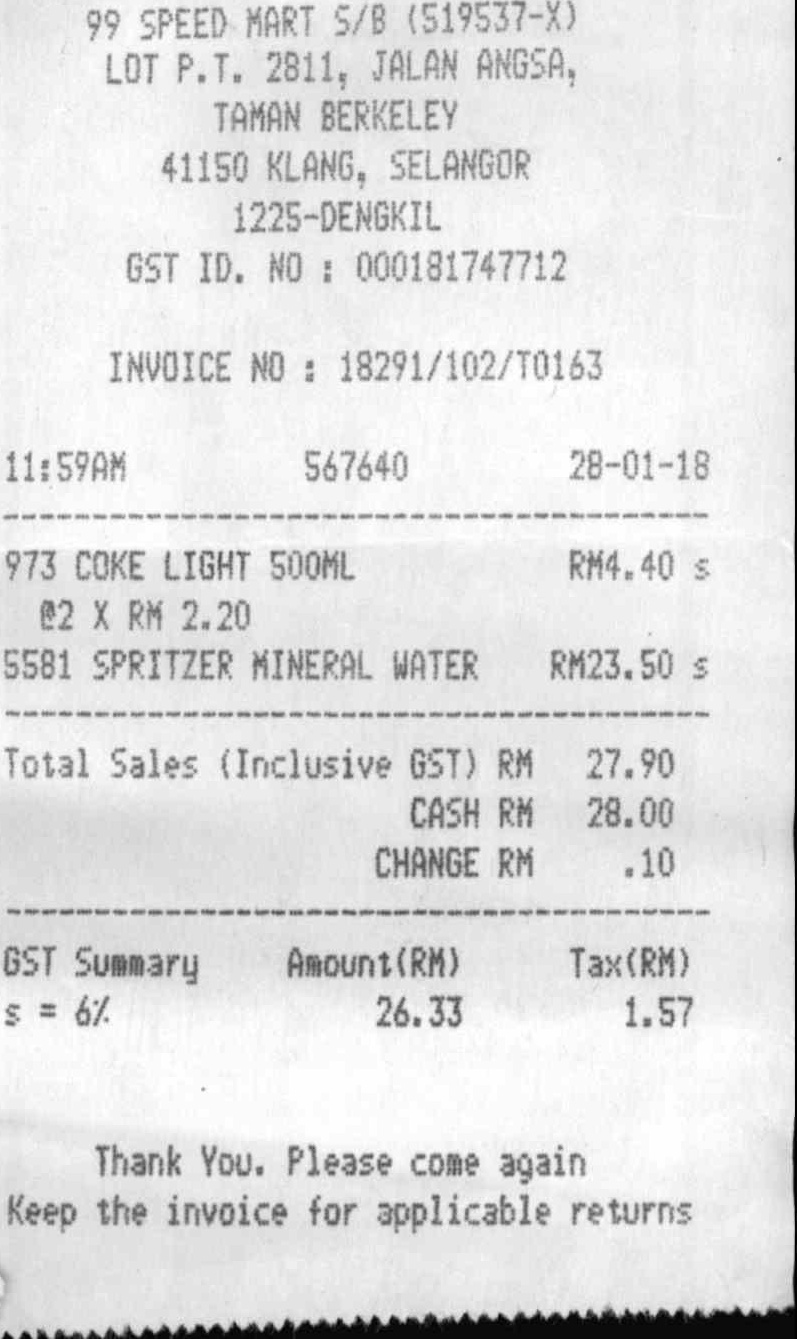 99 SPEED MART S/B (519537-X)
LOT P.T. 2811, JALAN ANGSA,
TAMAN BERKELEY
41150 KLANG, SELANGOR
1225-DENGKIL
GST ID. NO : 000181747712
INVOICE NO : 18291/102/T0163
11:59AM 567640 28-01-18
973 COKE LIGHT 500ML RM4.40 s
@2 X RM 2.20
5581 SPRITZER MINERAL WATER RM23.50 s
Total Sales (Inclusive GST) RM 27.90
CASH RM 28.00
CHANGE RM .10
GST Summary Amount(RM) Tax(RM)
s = 6% 26.33 1.57
Thank You. Please come again
Keep the invoice for applicable returns